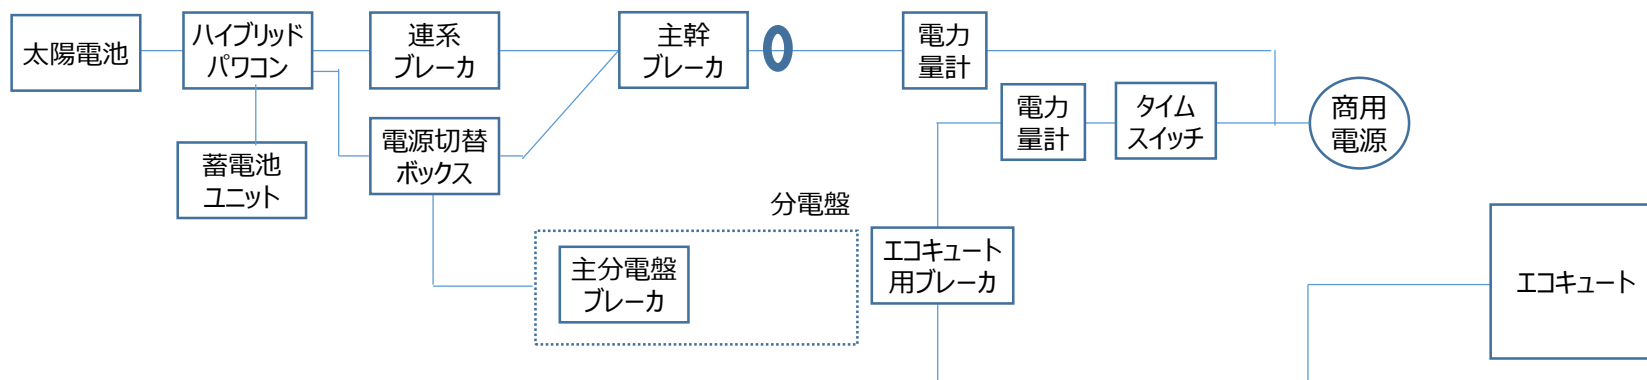 太陽電池
ハイブリッド
パワコン
連系
ブレーカ
主幹
ブレーカ
電力
量計
電力
量計
タイム
スイッチ
商用
電源
蓄電池
ユニット
電源切替
ボックス
分電盤
主分電盤
ブレーカ
エコキュート
用ブレーカ
エコキュート